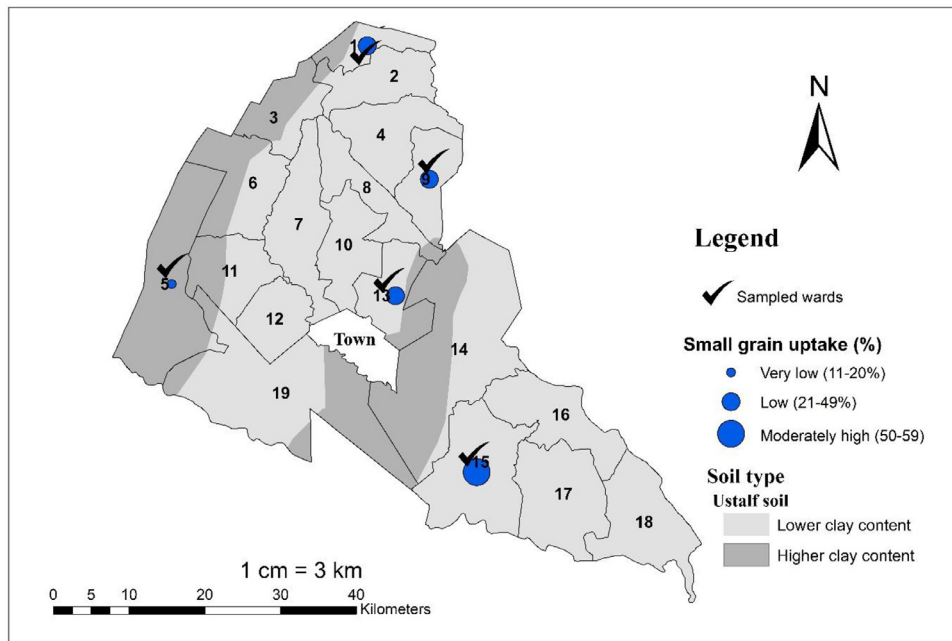 1
2
3
4
9
6
8
7
10
11
5
13
12
Town
14
19
16
15
17
18
N
Legend
Sampled wards
Small grain uptake (%)
Very low (11-20%)
Low (21-49%)
Moderately high (50-59)
Soil type
Ustalf soil
Lower clay content
Higher clay content
1 cm = 3 km
0 5 10 20 30 40
Kilometers